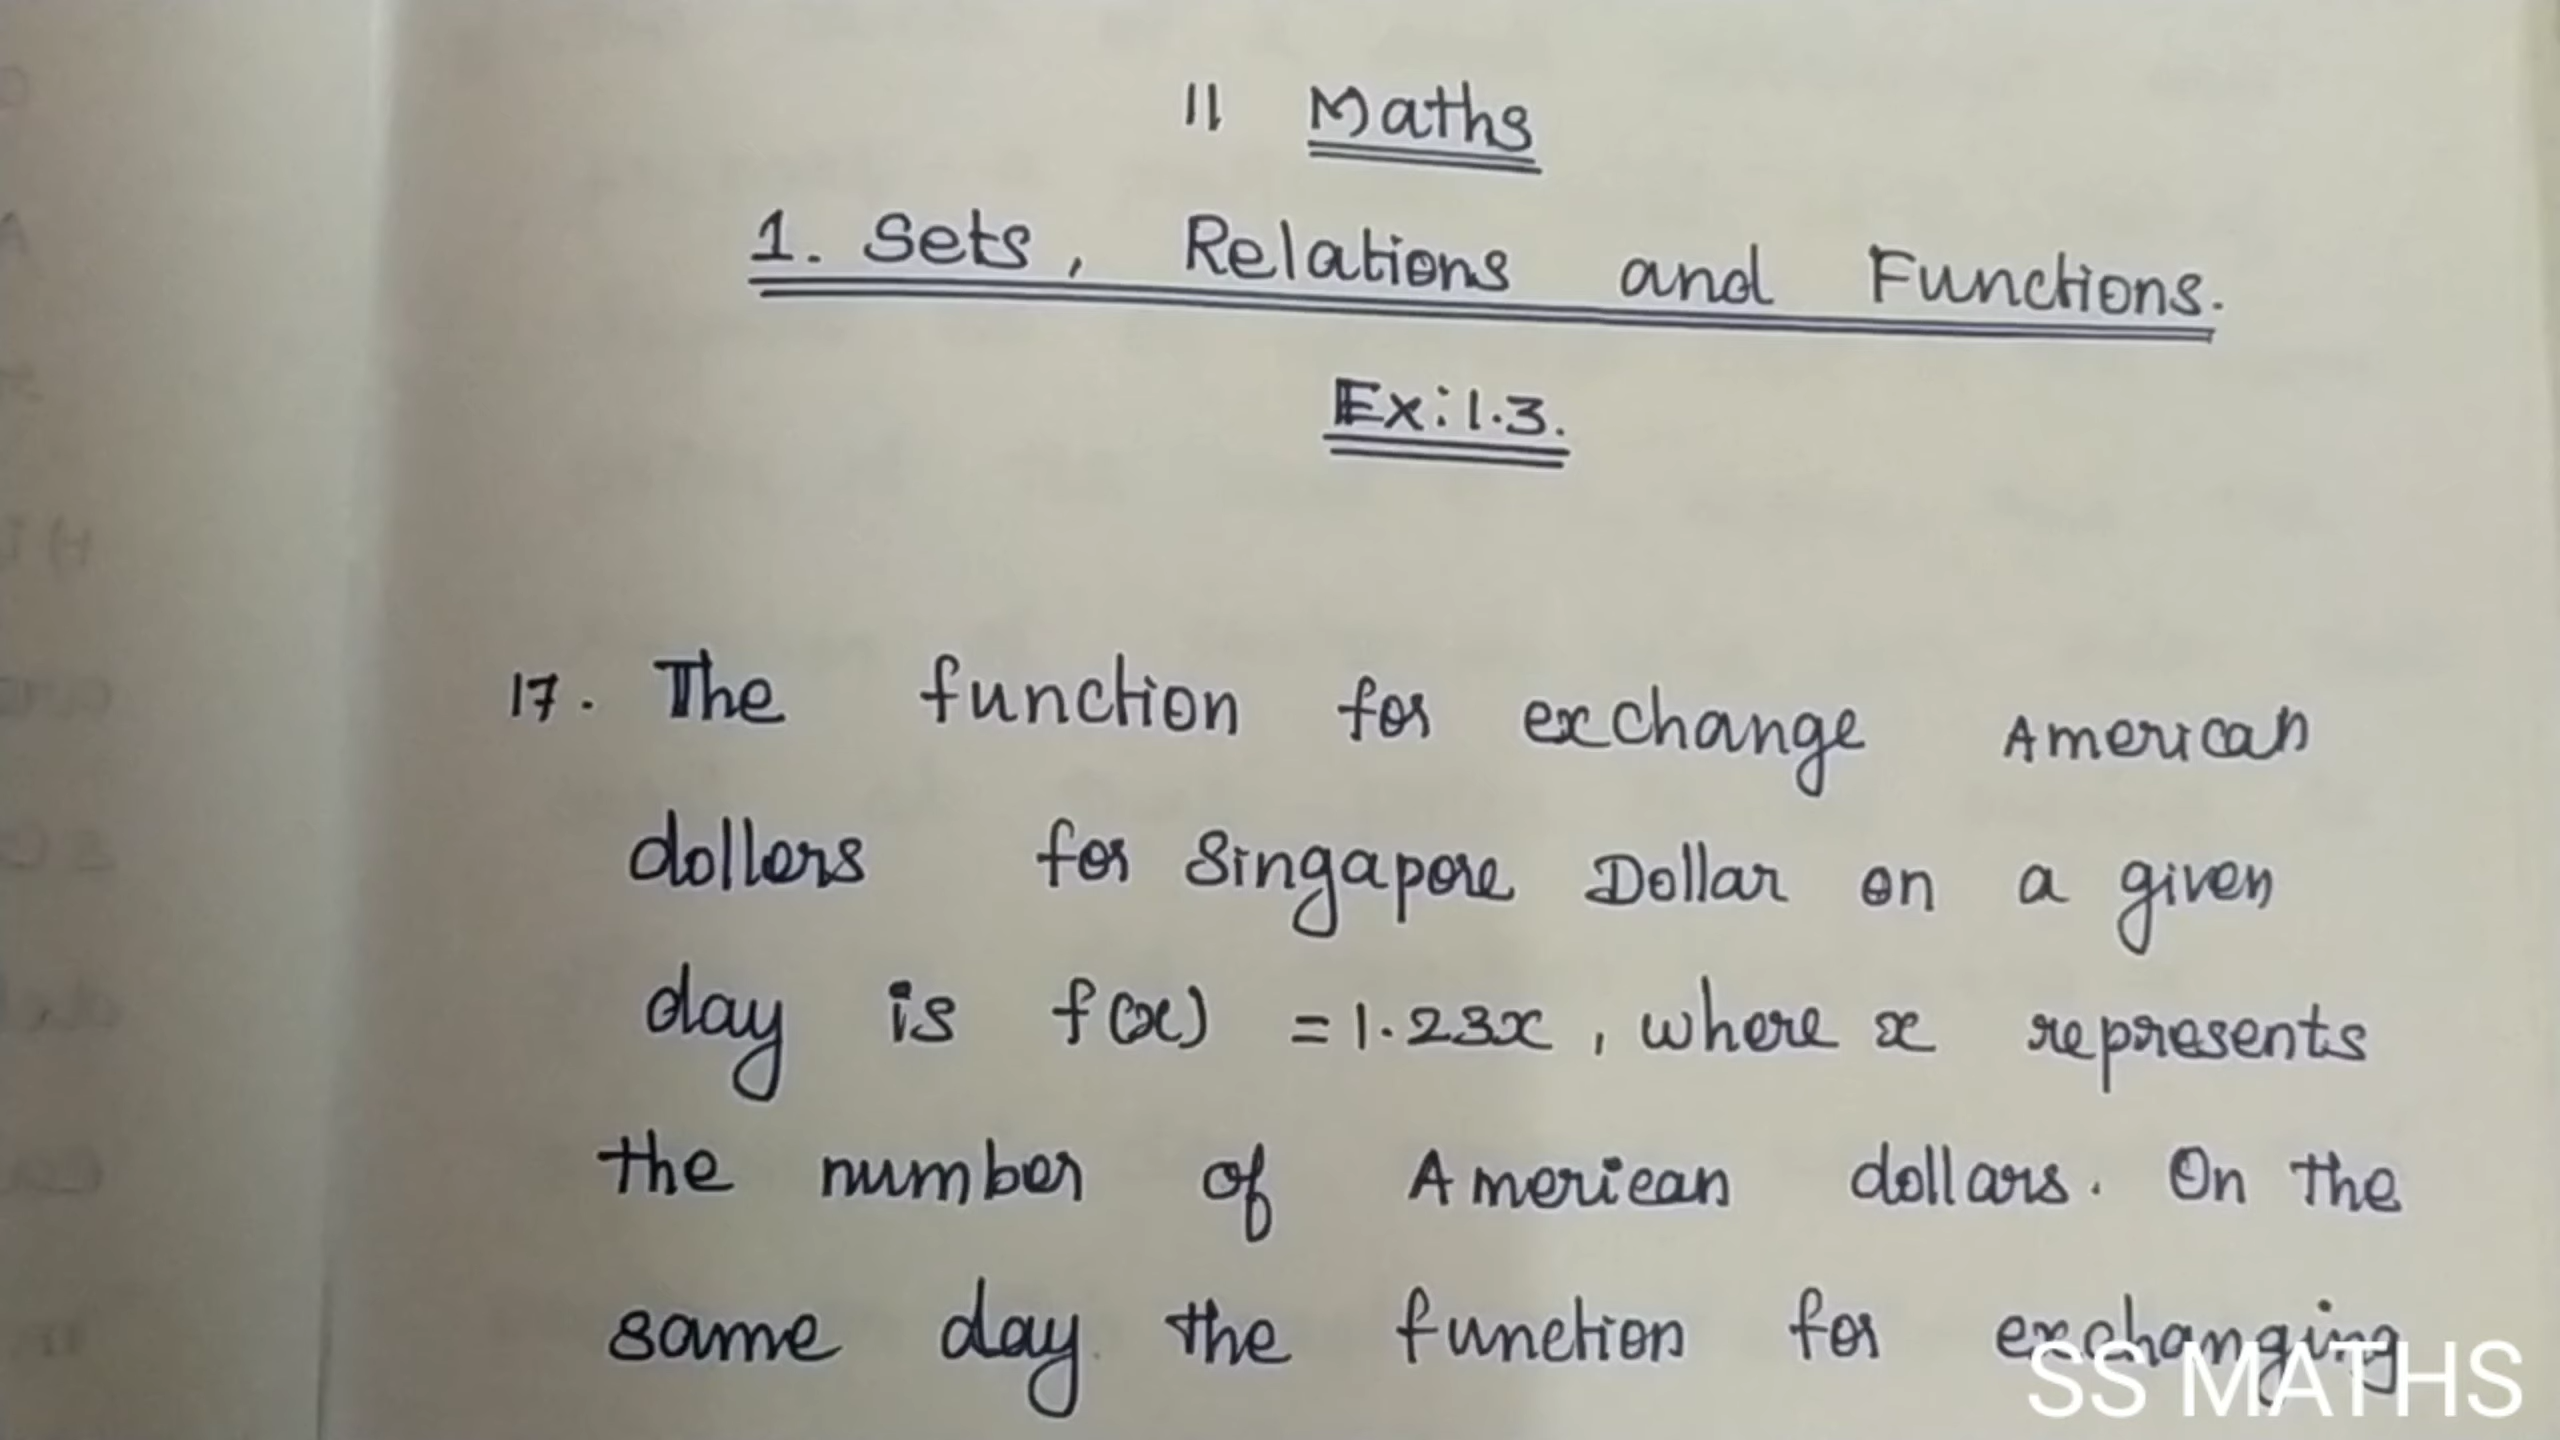 11 Maths
1. Sets, Relations and Functions.
Ex: 1.3.
17. The function for exchange American
dollers for Singapore Dollar on a given
day is f(x) = 1.23x, where x represents
the number of American dollars. On the
same day the function for exchanging
SS MATHS